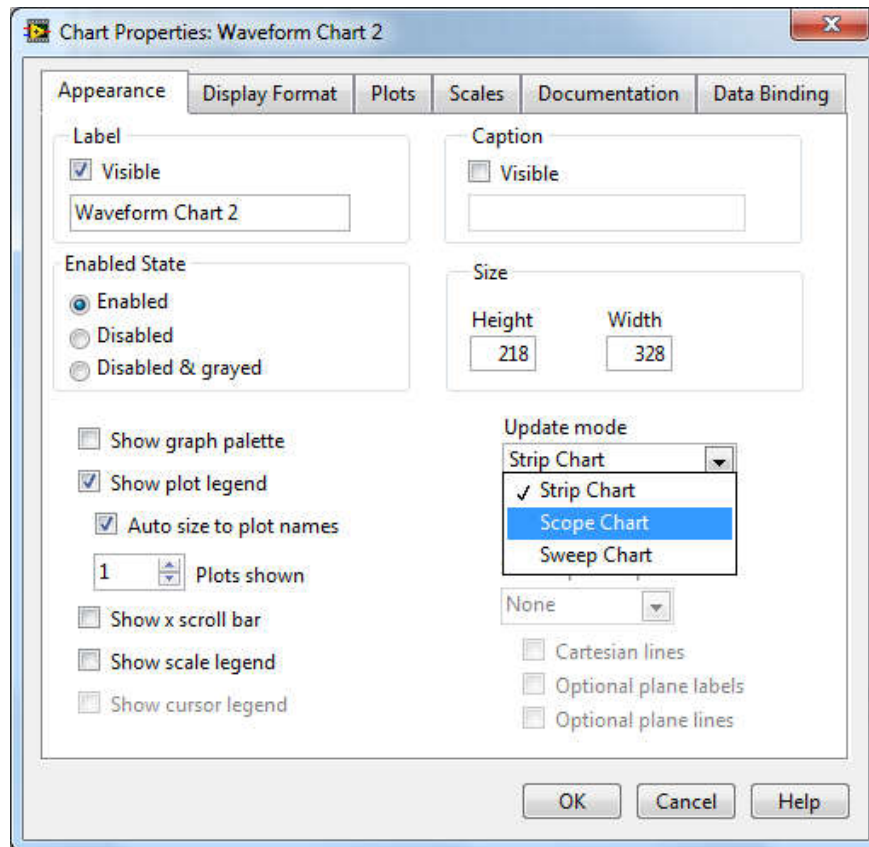 Chart Properties: Waveform Chart 2
Appearance
Display Format
Plots
Scales
Documentation
Data Binding
Label
Visible
Waveform Chart 2
Caption
Visible
Enabled State
Enabled
Disabled
Disabled & grayed
Size
Height
Width
218
328
Show graph palette
Show plot legend
Auto size to plot names
1
Plots shown
Show x scroll bar
Show scale legend
Show cursor legend
Update mode
Strip Chart
Strip Chart
Scope Chart
Sweep Chart
None
Cartesian lines
Optional plane labels
Optional plane lines
OK
Cancel
Help